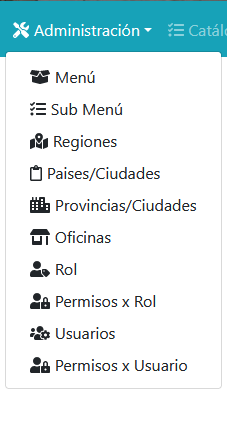 Administración
Menú
Sub Menú
Regiones
Paises/Ciudades
Provincias/Ciudades
Oficinas
Rol
Permisos x Rol
Usuarios
Permisos x Usuario